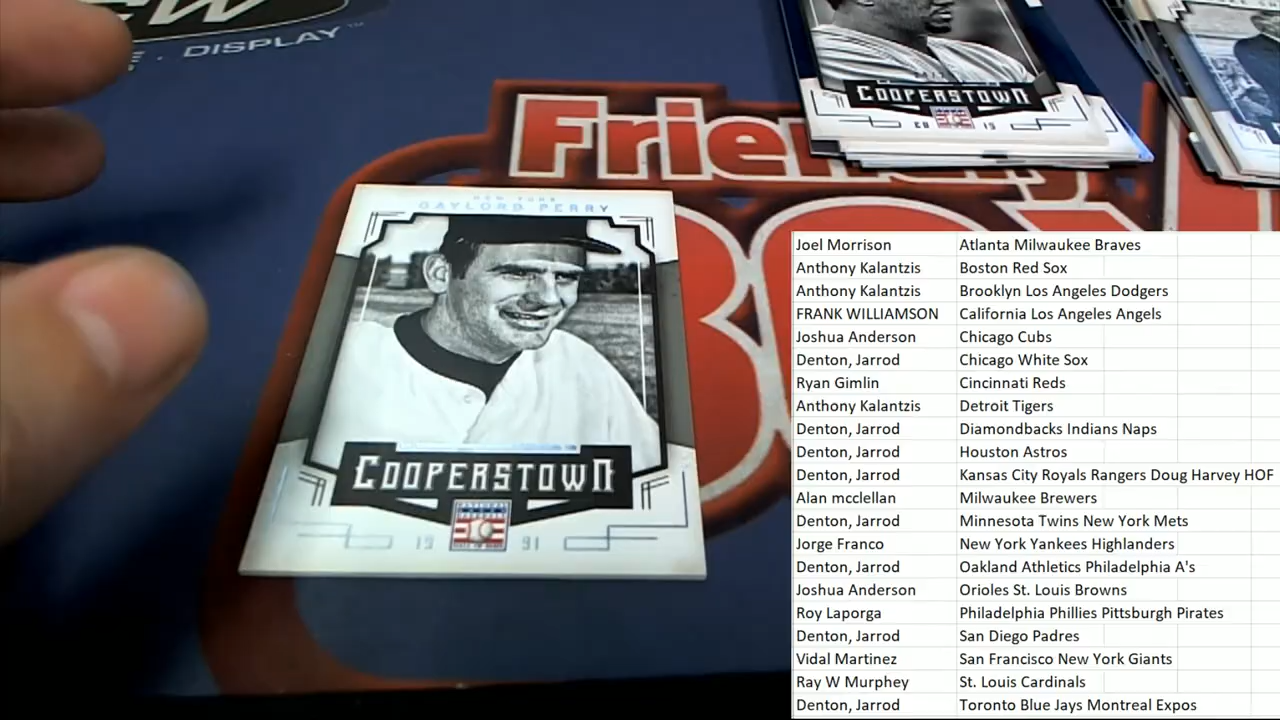 · DISPLAY™
Frien
NEW YORK
GAYLORD PERRY
COOPERSTOWN
19 91
COOPERSTOWN
20 15
Joel Morrison Atlanta Milwaukee Braves
Anthony Kalantzis Boston Red Sox
Anthony Kalantzis Brooklyn Los Angeles Dodgers
FRANK WILLIAMSON California Los Angeles Angels
Joshua Anderson Chicago Cubs
Denton, Jarrod Chicago White Sox
Ryan Gimlin Cincinnati Reds
Anthony Kalantzis Detroit Tigers
Denton, Jarrod Diamondbacks Indians Naps
Denton, Jarrod Houston Astros
Denton, Jarrod Kansas City Royals Rangers Doug Harvey HOF
Alan mcclellan Milwaukee Brewers
Denton, Jarrod Minnesota Twins New York Mets
Jorge Franco New York Yankees Highlanders
Denton, Jarrod Oakland Athletics Philadelphia A's
Joshua Anderson Orioles St. Louis Browns
Roy Laporga Philadelphia Phillies Pittsburgh Pirates
Denton, Jarrod San Diego Padres
Vidal Martinez San Francisco New York Giants
Ray W Murphey St. Louis Cardinals
Denton, Jarrod Toronto Blue Jays Montreal Expos